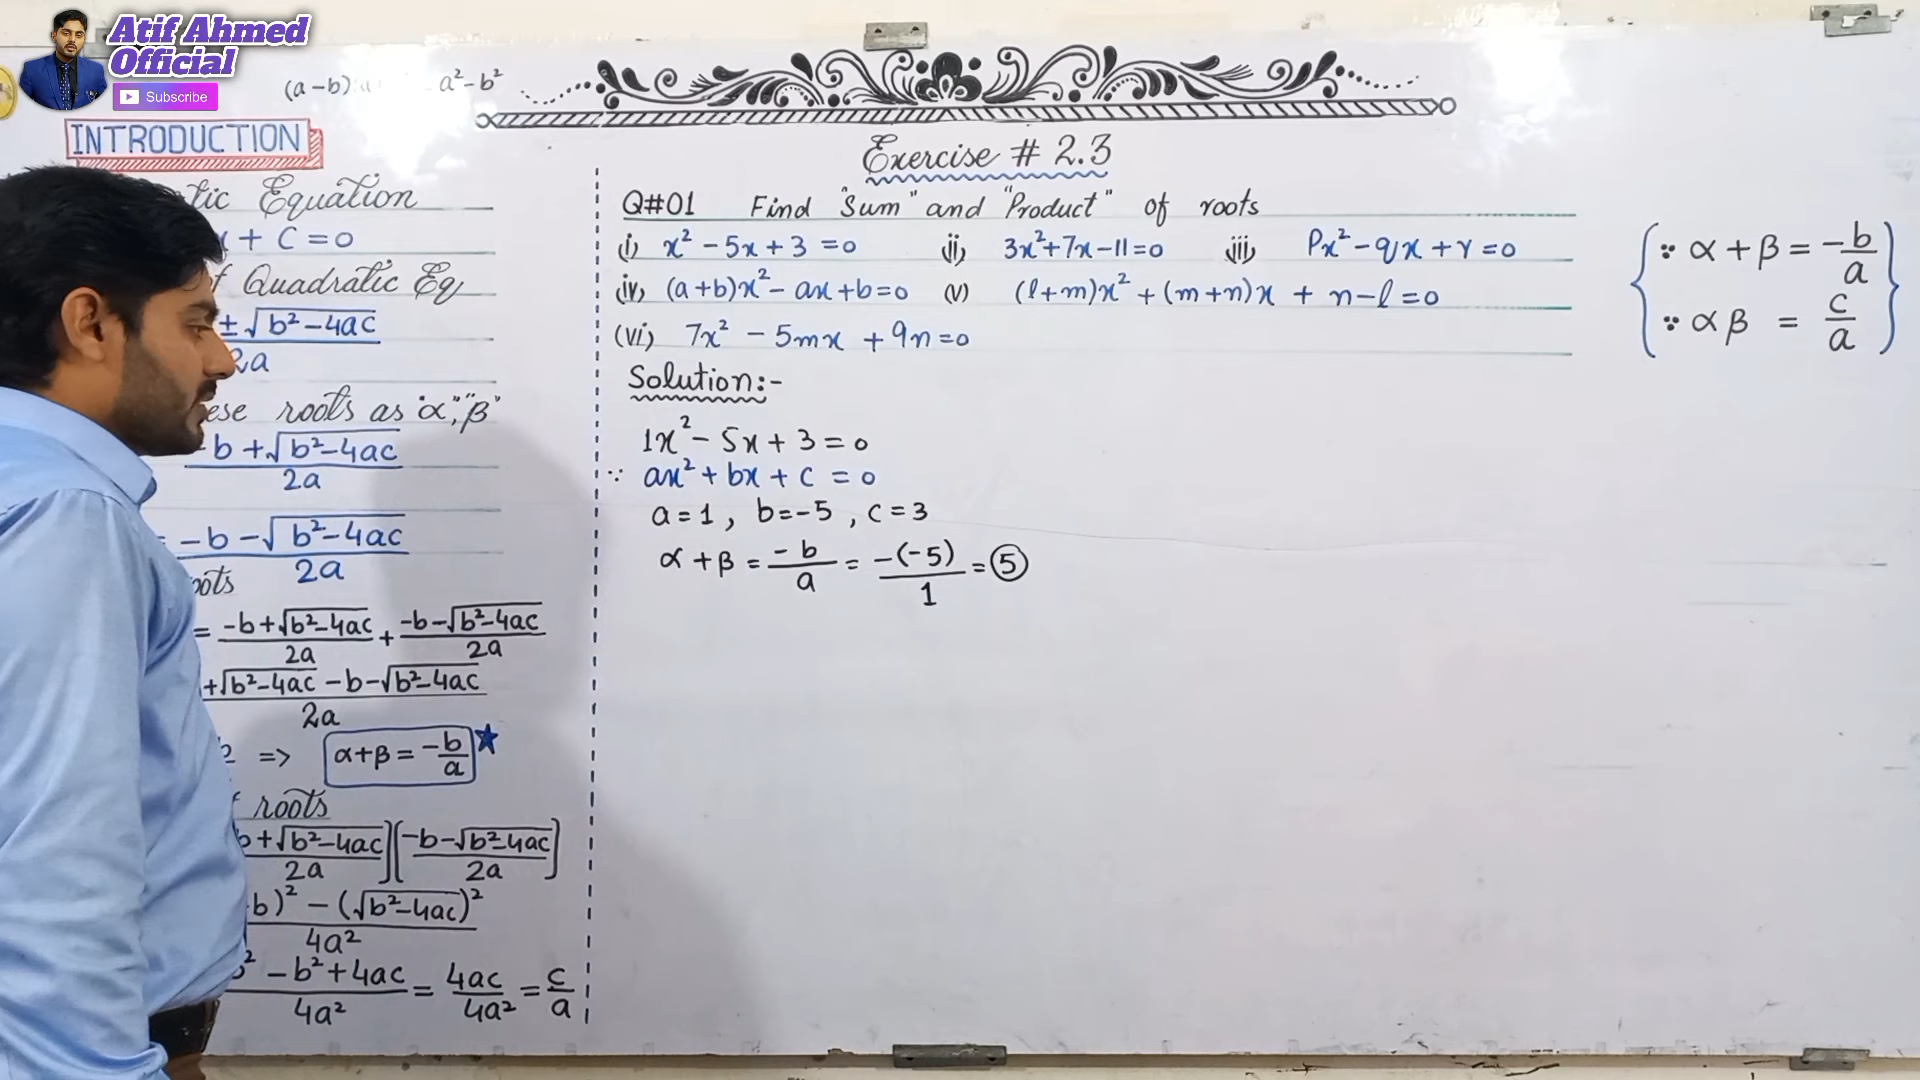 Atif Ahmed
Official
Subscribe
(a-b) a²-b²
INTRODUCTION
Equation
+ C = 0
Quadratic Eq
± √(b²-4ac)
2a
ese roots as "α", "β"
-b + √(b²-4ac)
2a
-b - √(b²-4ac)
2a
= (-b+√(b²-4ac))/2a + (-b-√(b²-4ac))/2a
+√(b²-4ac) -b-√(b²-4ac)
2a
=> α+β = -b/a
roots
b+√(b²-4ac)/2a] [(-b-√(b²-4ac))/2a]
b)² - (√(b²-4ac))²
4a²
² - b² + 4ac / 4a² = 4ac/4a² = c/a
Exercise # 2.3
Q#01 Find "Sum" and "Product" of roots
(i) x² - 5x + 3 = 0 (ii) 3x² + 7x - 11 = 0 (iii) Px² - qx + r = 0
(iv) (a+b)x² - ax + b = 0 (v) (l+m)x² + (m+n)x + n-l = 0
(vi) 7x² - 5mx + 9n = 0
Solution:-
1x² - 5x + 3 = 0
∵ ax² + bx + c = 0
a = 1, b = -5, c = 3
α + β = -b/a = -(-5)/1 = 5
∵ α + β = -b/a
∵ α β = c/a